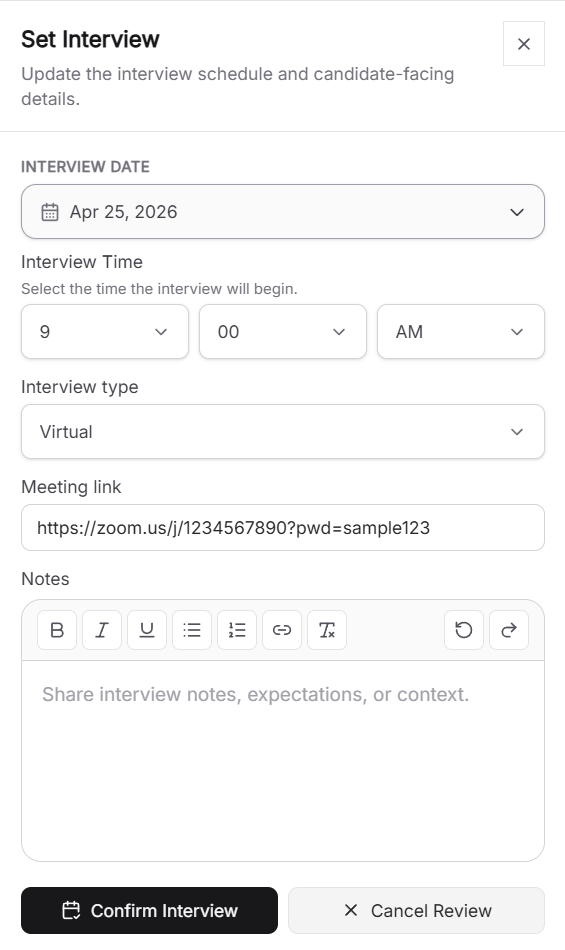 Set Interview
Update the interview schedule and candidate-facing
details.
INTERVIEW DATE
Apr 25, 2026
Interview Time
Select the time the interview will begin.
9 00 AM
Interview type
Virtual
Meeting link
https://zoom.us/j/1234567890?pwd=sample123
Notes
B I U
Share interview notes, expectations, or context.
Confirm Interview Cancel Review